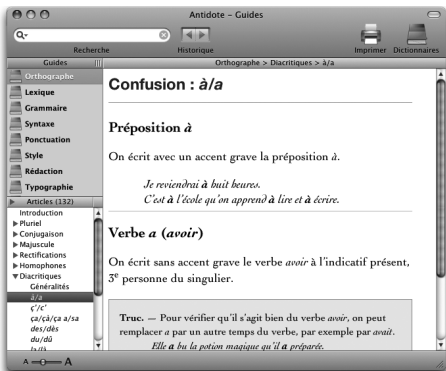 Antidote – Guides
Recherche
Historique
Imprimer Dictionnaires
Guides
Orthographe > Diacritiques > à/a
Orthographe
Lexique
Grammaire
Syntaxe
Ponctuation
Style
Rédaction
Typographie
Articles (132)
Introduction
Pluriel
Conjugaison
Majuscule
Rectifications
Homophones
Diacritiques
Généralités
à/a
ç'/c'
ça/çà/ça a/sa
des/dès
du/dû
la/là
A A
Confusion : à/a
Préposition à
On écrit avec un accent grave la préposition à.
Je reviendrai à huit heures.
C'est à l'école qu'on apprend à lire et à écrire.
Verbe a (avoir)
On écrit sans accent grave le verbe avoir à l'indicatif présent,
3e personne du singulier.
Truc. — Pour vérifier qu'il s'agit bien du verbe avoir, on peut
remplacer a par un autre temps du verbe, par exemple par avait.
Elle a bu la potion magique qu'il a préparée.